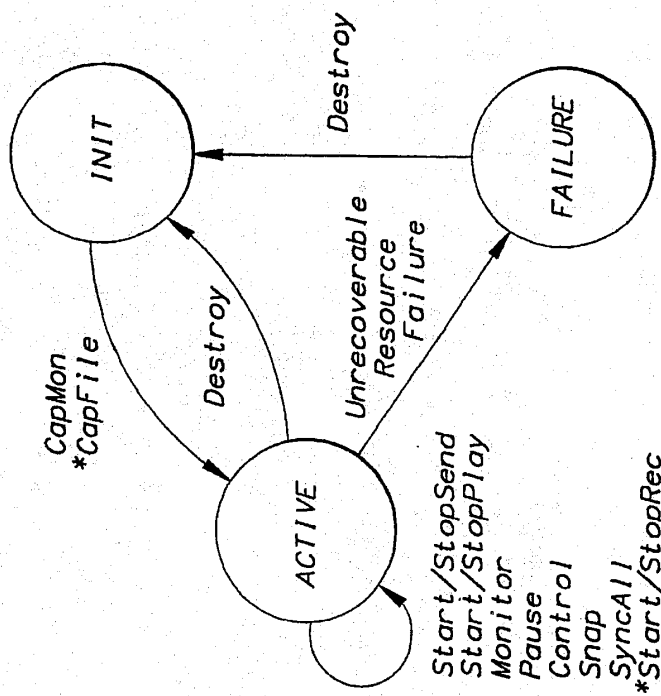 INIT
CapMon
*CapFile
Destroy
Destroy
ACTIVE
Unrecoverable
Resource
Failure
FAILURE
Start/StopSend
Start/StopPlay
Monitor
Pause
Control
Snap
SyncAll
*Start/StopRec